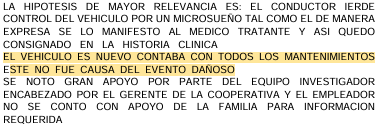 LA HIPOTESIS DE MAYOR RELEVANCIA ES: EL CONDUCTOR IERDE
CONTROL DEL VEHICULO POR UN MICROSUEÑO TAL COMO EL DE MANERA
EXPRESA SE LO MANIFESTO AL MEDICO TRATANTE Y ASI QUEDO
CONSIGNADO EN LA HISTORIA CLINICA
EL VEHICULO ES NUEVO CONTABA CON TODOS LOS MANTENIMIENTOS
ESTE NO FUE CAUSA DEL EVENTO DAÑOSO
SE NOTO GRAN APOYO POR PARTE DEL EQUIPO INVESTIGADOR
ENCABEZADO POR EL GERENTE DE LA COOPERATIVA Y EL EMPLEADOR
NO SE CONTO CON APOYO DE LA FAMILIA PARA INFORMACION
REQUERIDA